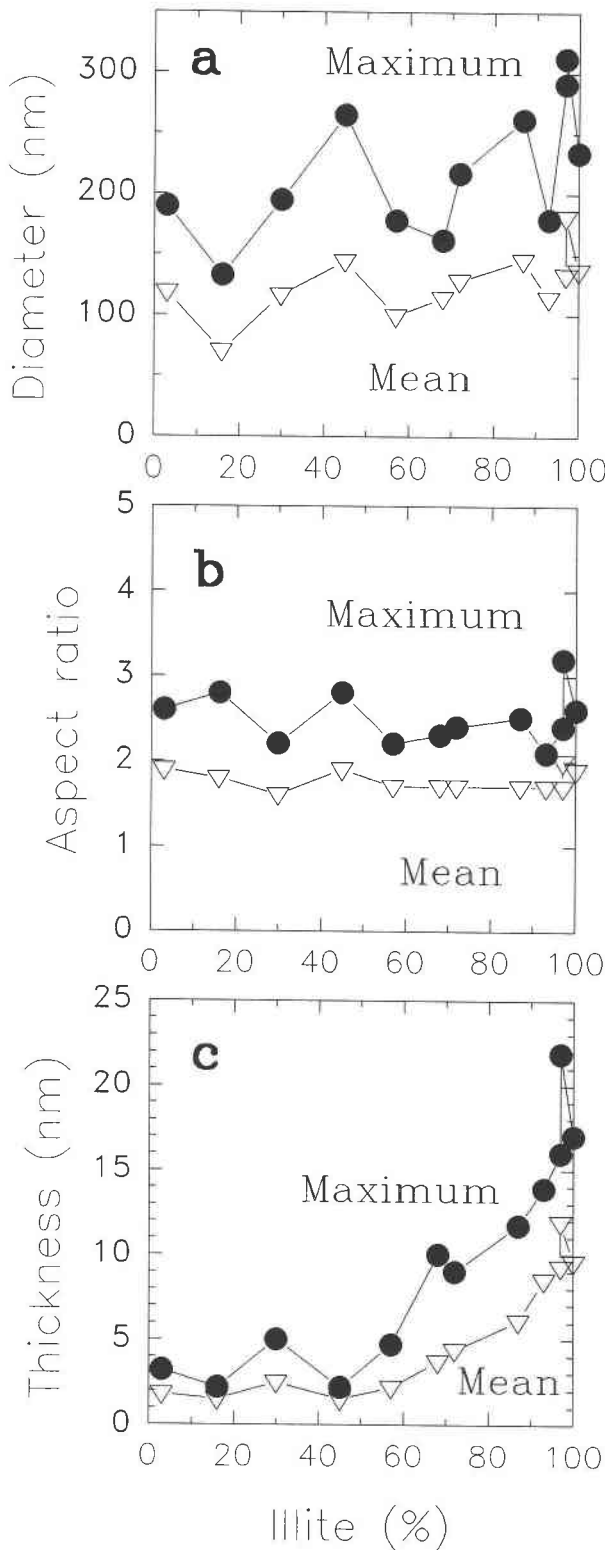 a
Maximum
Diameter (nm)
300
200
100
0
Mean
0 20 40 60 80 100
b
Maximum
Aspect ratio
5
4
3
2
1
0
Mean
0 20 40 60 80 100
c
Maximum
Thickness (nm)
25
20
15
10
5
0
Mean
0 20 40 60 80 100
Illite (%)